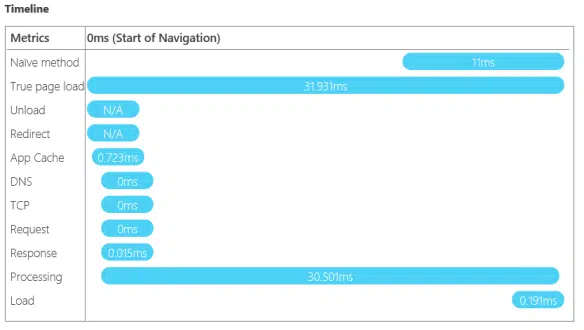 Timeline
Metrics 0ms (Start of Navigation)
Naïve method 11ms
True page load 31.931ms
Unload N/A
Redirect N/A
App Cache 0.723ms
DNS 0ms
TCP 0ms
Request 0ms
Response 0.015ms
Processing 30.501ms
Load 0.191ms